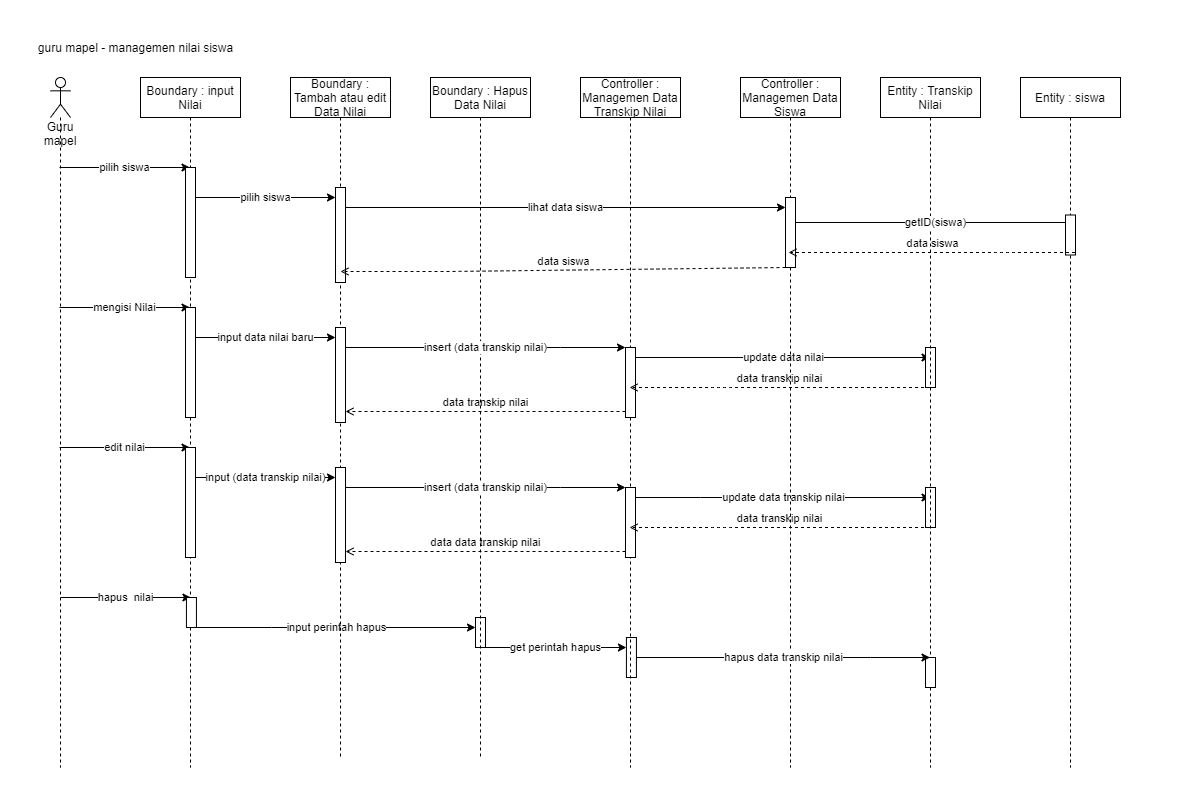 guru mapel - managemen nilai siswa
Guru
mapel
Boundary : input
Nilai
Boundary :
Tambah atau edit
Data Nilai
Boundary : Hapus
Data Nilai
Controller :
Managemen Data
Transkip Nilai
Controller :
Managemen Data
Siswa
Entity : Transkip
Nilai
Entity : siswa
pilih siswa
pilih siswa
lihat data siswa
getID(siswa)
data siswa
data siswa
mengisi Nilai
input data nilai baru
insert (data transkip nilai)
update data nilai
data transkip nilai
data transkip nilai
edit nilai
input (data transkip nilai)
insert (data transkip nilai)
update data transkip nilai
data transkip nilai
data data transkip nilai
hapus nilai
input perintah hapus
get perintah hapus
hapus data transkip nilai